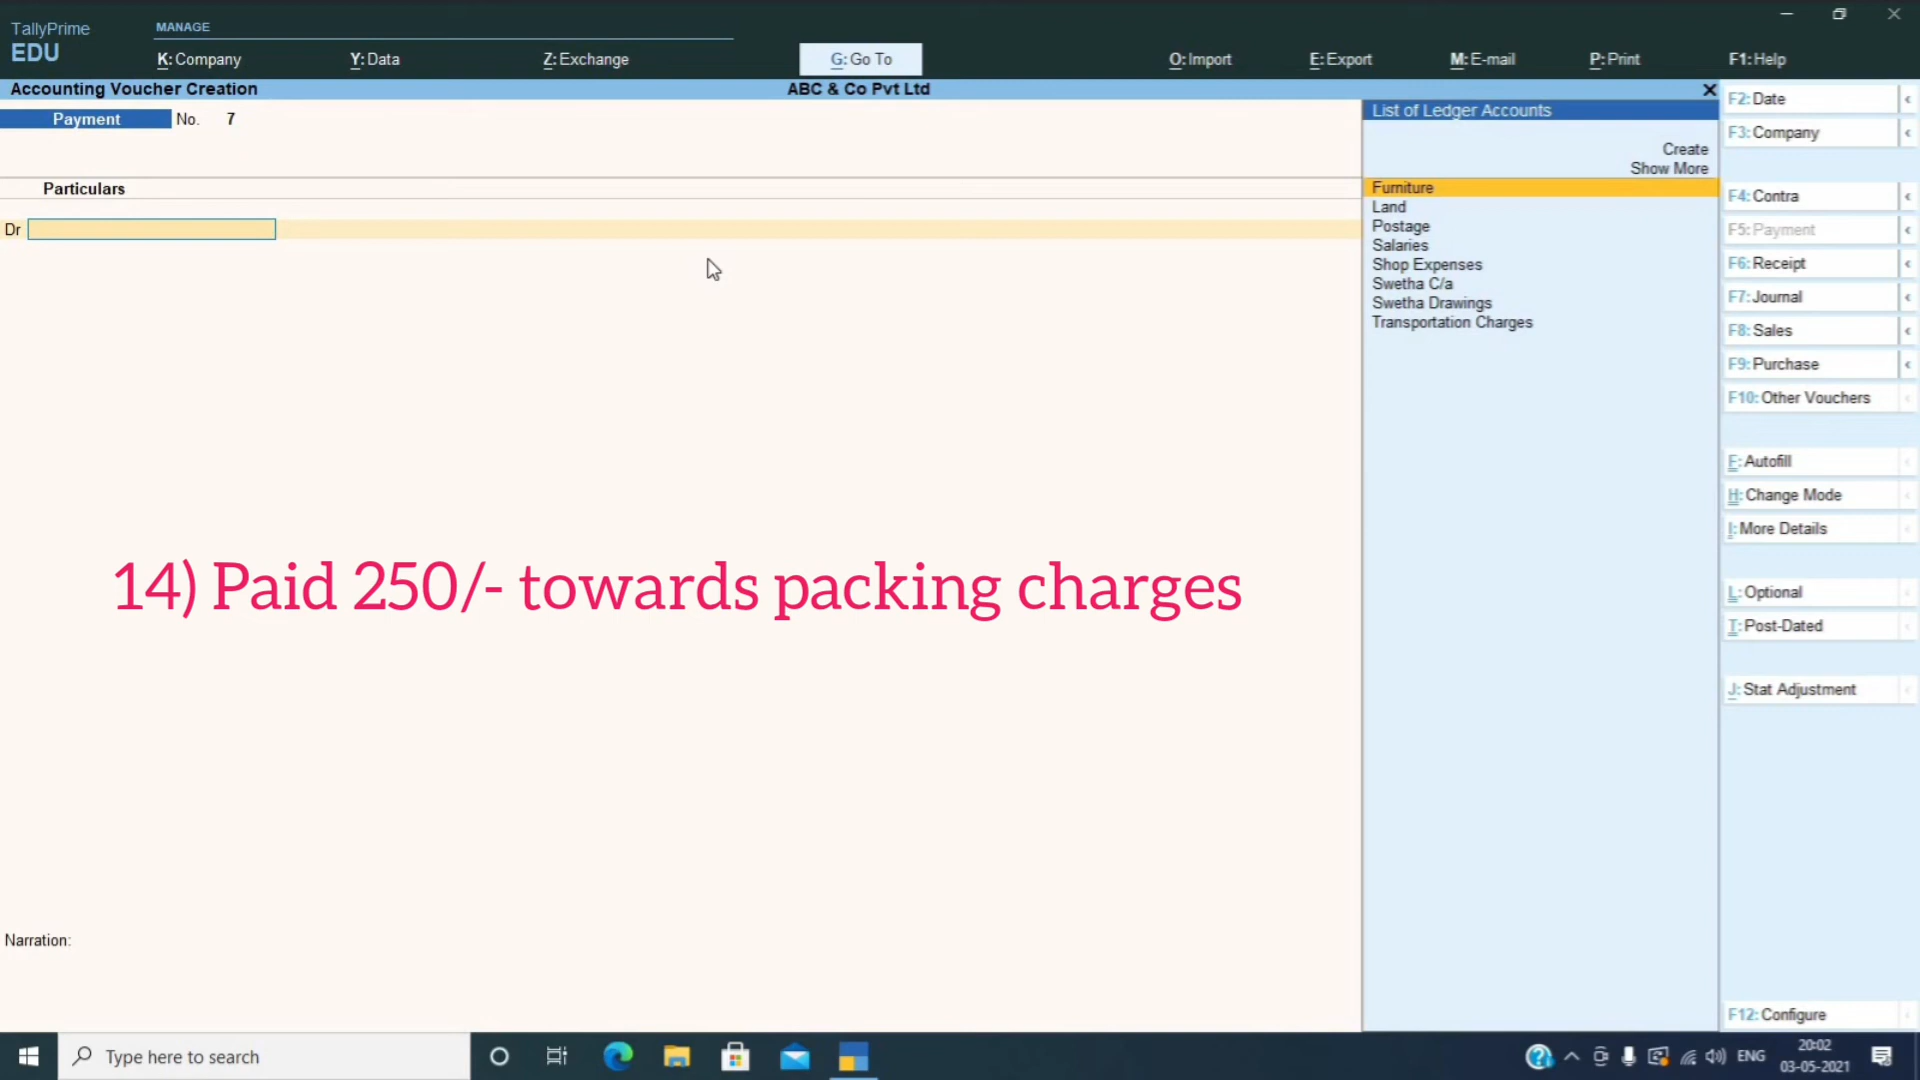 TallyPrime
EDU
MANAGE
K: Company
Y: Data
Z: Exchange
G: Go To
O: Import
E: Export
M: E-mail
P: Print
F1: Help
Accounting Voucher Creation
ABC & Co Pvt Ltd
Payment No. 7
Particulars
Dr
List of Ledger Accounts
Create
Show More
Furniture
Land
Postage
Salaries
Shop Expenses
Swetha C/a
Swetha Drawings
Transportation Charges
F2: Date
F3: Company
F4: Contra
F5: Payment
F6: Receipt
F7: Journal
F8: Sales
F9: Purchase
F10: Other Vouchers
F: Autofill
H: Change Mode
I: More Details
L: Optional
T: Post-Dated
J: Stat Adjustment
F12: Configure
14) Paid 250/- towards packing charges
Narration:
Type here to search
ENG
20:02
03-05-2021